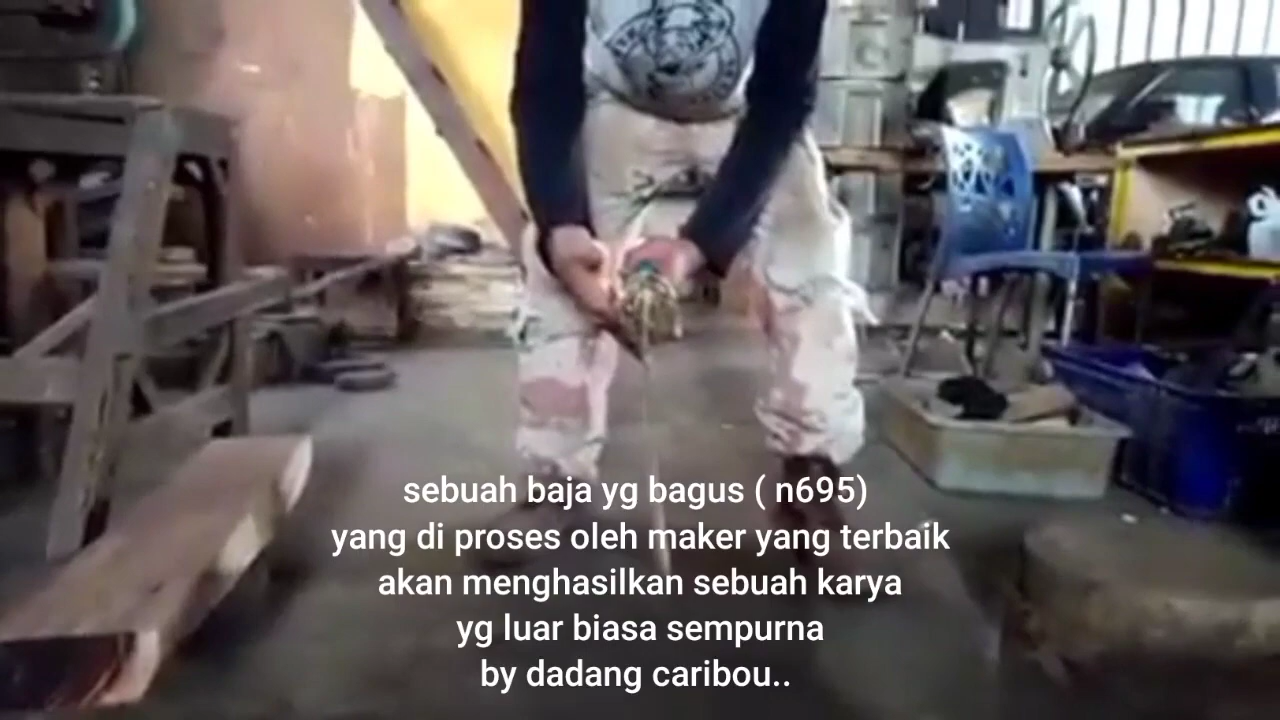 sebuah baja yg bagus ( n695)
yang di proses oleh maker yang terbaik
akan menghasilkan sebuah karya
yg luar biasa sempurna
by dadang caribou..